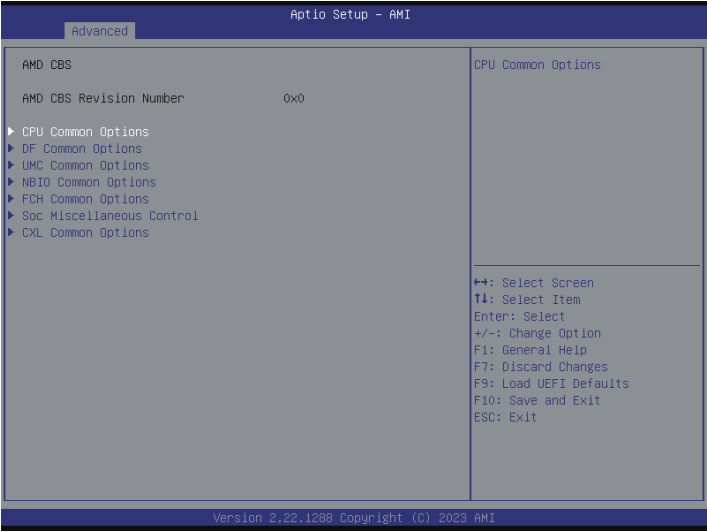 Aptio Setup - AMI
Advanced
AMD CBS
AMD CBS Revision Number 0x0
CPU Common Options
DF Common Options
UMC Common Options
NBIO Common Options
FCH Common Options
Soc Miscellaneous Control
CXL Common Options
CPU Common Options
↔: Select Screen
↑↓: Select Item
Enter: Select
+/-: Change Option
F1: General Help
F7: Discard Changes
F9: Load UEFI Defaults
F10: Save and Exit
ESC: Exit
Version 2.22.1288 Copyright (C) 2023 AMI